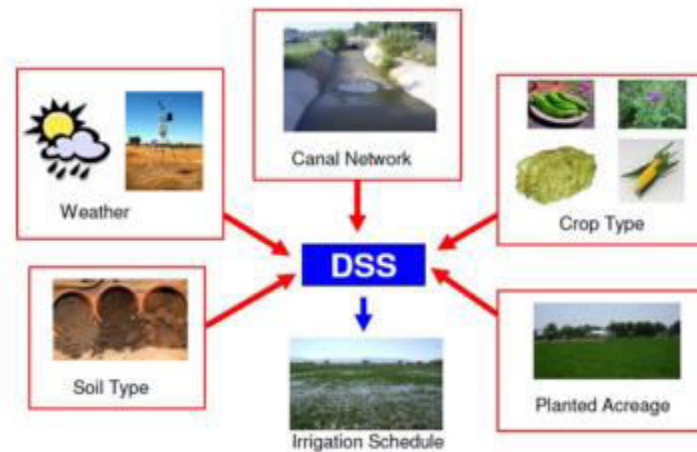 Canal Network
Weather
Crop Type
DSS
Soil Type
Planted Acreage
Irrigation Schedule